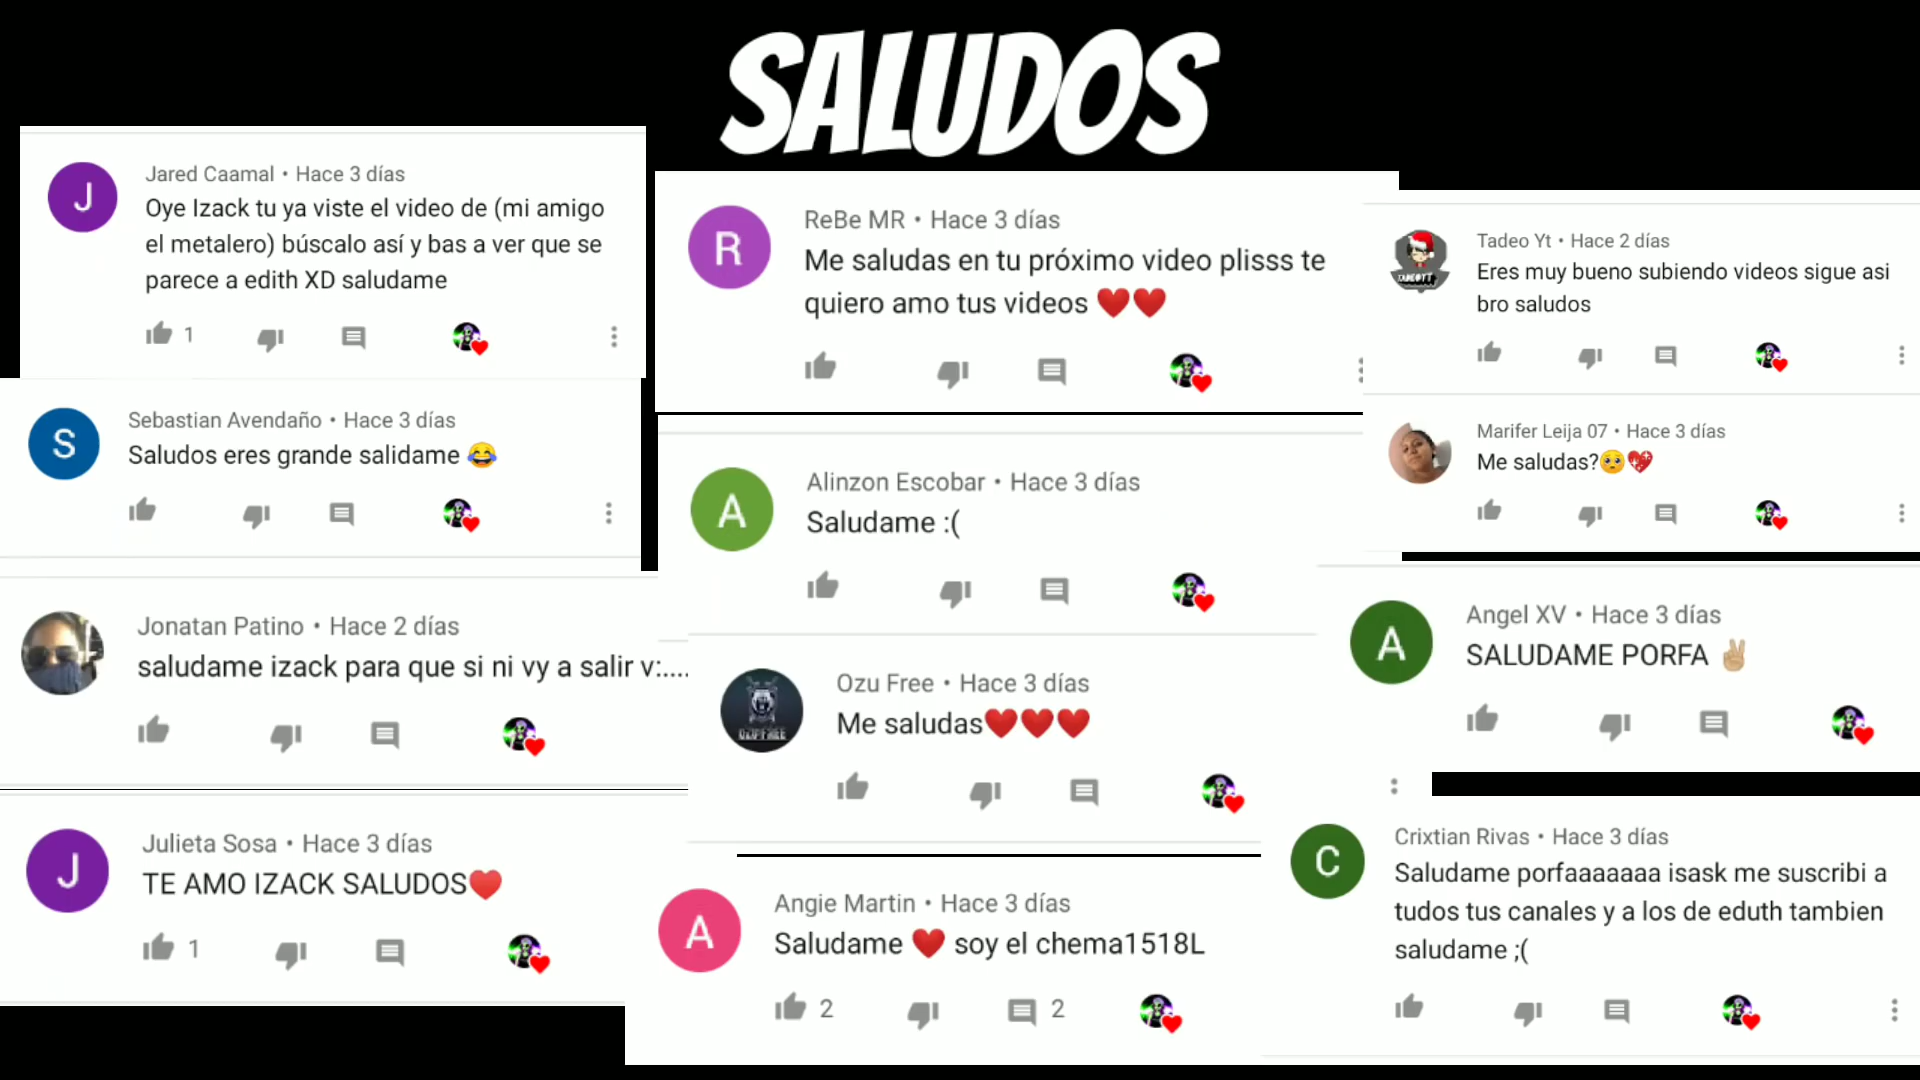 SALUDOS
Jared Caamal • Hace 3 días
Oye Izack tu ya viste el video de (mi amigo
el metalero) búscalo así y bas a ver que se
parece a edith XD saludame
1
Sebastian Avendaño • Hace 3 días
Saludos eres grande salidame 😂
Jonatan Patino • Hace 2 días
saludame izack para que si ni vy a salir v:....
Julieta Sosa • Hace 3 días
TE AMO IZACK SALUDOS❤️
1
ReBe MR • Hace 3 días
Me saludas en tu próximo video plisss te
quiero amo tus videos ❤️❤️
Alinzon Escobar • Hace 3 días
Saludame :(
Ozu Free • Hace 3 días
Me saludas❤️❤️❤️
Angie Martin • Hace 3 días
Saludame ❤️ soy el chema1518L
2 2
Tadeo Yt • Hace 2 días
Eres muy bueno subiendo videos sigue asi
bro saludos
Marifer Leija 07 • Hace 3 días
Me saludas?🥺💖
Angel XV • Hace 3 días
SALUDAME PORFA ✌🏼
Crixtian Rivas • Hace 3 días
Saludame porfaaaaaaa isask me suscribi a
tudos tus canales y a los de eduth tambien
saludame ;(
J
S
J
R
A
A
A
C